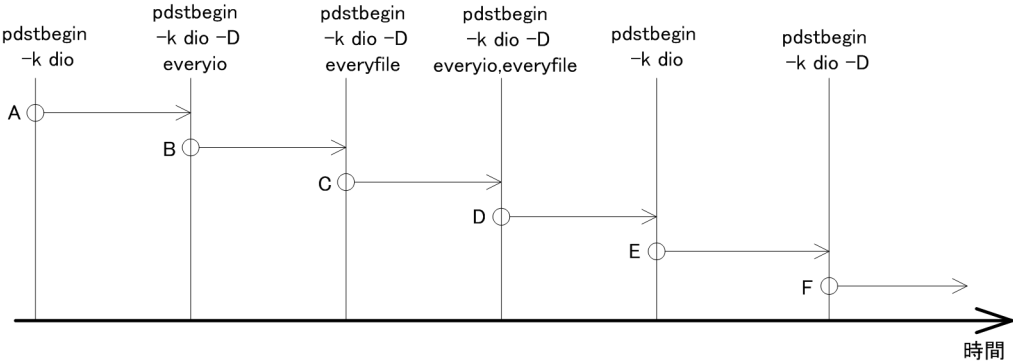 pdstbegin
-k dio
pdstbegin
-k dio -D
everyio
pdstbegin
-k dio -D
everyfile
pdstbegin
-k dio -D
everyio,everyfile
pdstbegin
-k dio
pdstbegin
-k dio -D
A
B
C
D
E
F
時間